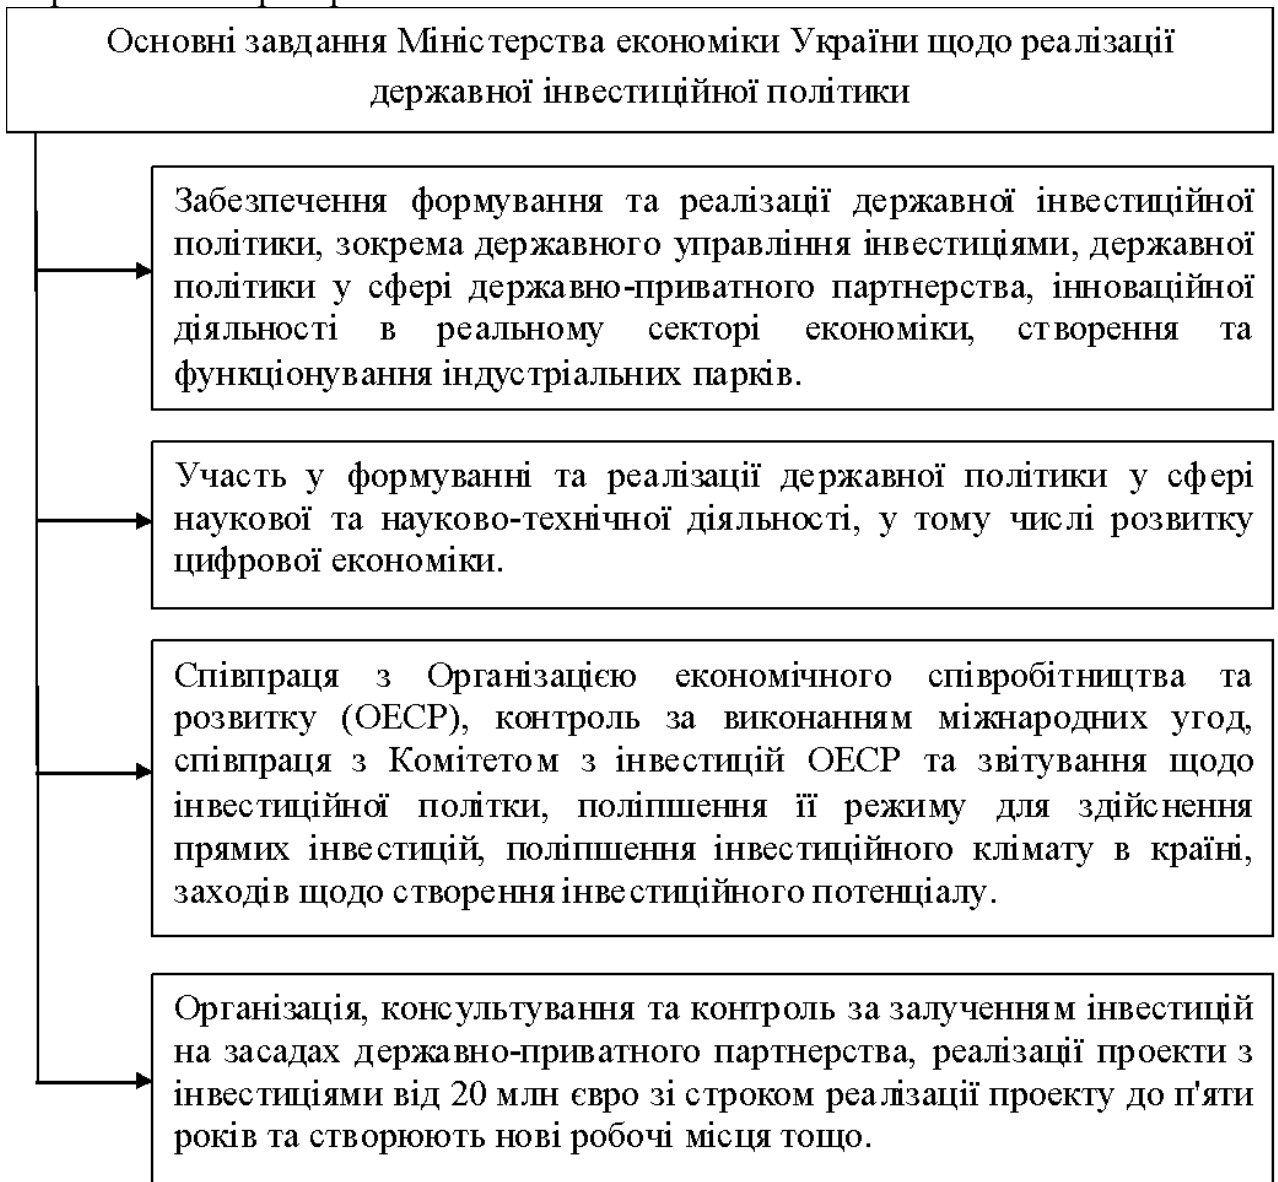 Основні завдання Міністерства економіки України щодо реалізації
державної інвестиційної політики
Забезпечення формування та реалізації державної інвестиційної
політики, зокрема державного управління інвестиціями, державної
політики у сфері державно-приватного партнерства, інноваційної
діяльності в реальному секторі економіки, створення та
функціонування індустріальних парків.
Участь у формуванні та реалізації державної політики у сфері
наукової та науково-технічної діяльності, у тому числі розвитку
цифрової економіки.
Співпраця з Організацією економічного співробітництва та
розвитку (ОЕСР), контроль за виконанням міжнародних угод,
співпраця з Комітетом з інвестицій ОЕСР та звітування щодо
інвестиційної політки, поліпшення її режиму для здійснення
прямих інвестицій, поліпшення інвестиційного клімату в країні,
заходів щодо створення інвестиційного потенціалу.
Організація, консультування та контроль за залученням інвестицій
на засадах державно-приватного партнерства, реалізації проекти з
інвестиціями від 20 млн євро зі строком реалізації проекту до п'яти
років та створюють нові робочі місця тощо.